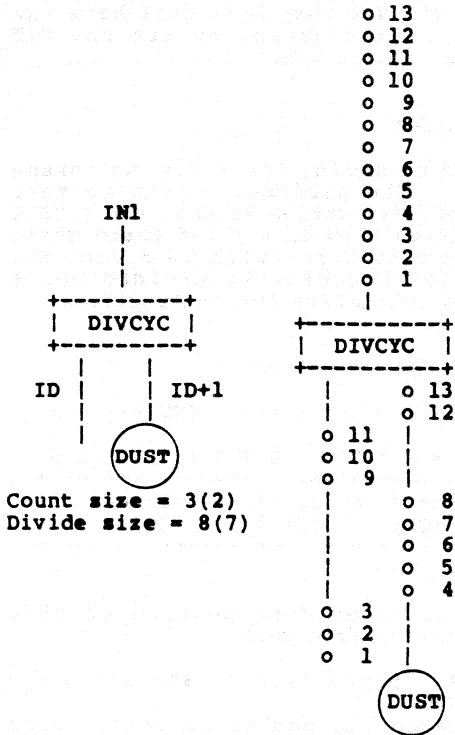 IN1
DIVCYC
ID ID+1
DUST
Count size = 3(2)
Divide size = 8(7)
o 13
o 12
o 11
o 10
o 9
o 8
o 7
o 6
o 5
o 4
o 3
o 2
o 1
DIVCYC
o 13
o 12
o 11
o 10
o 9
o 8
o 7
o 6
o 5
o 4
o 3
o 2
o 1
DUST